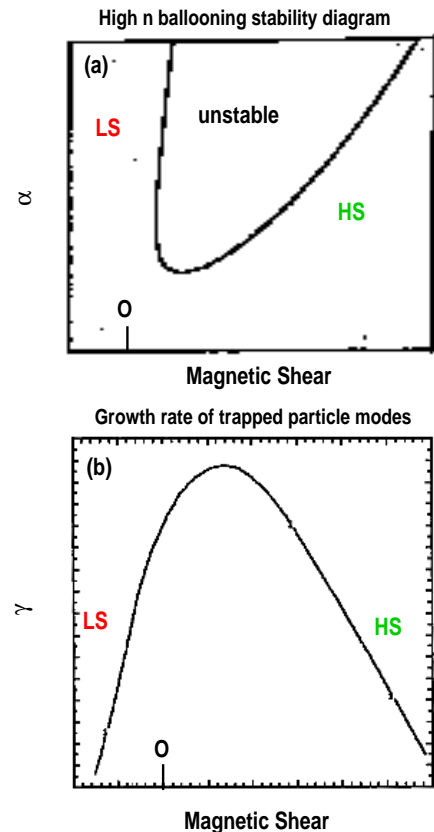 High n ballooning stability diagram
(a)
LS
unstable
α
HS
O
Magnetic Shear
Growth rate of trapped particle modes
(b)
γ
LS
HS
O
Magnetic Shear